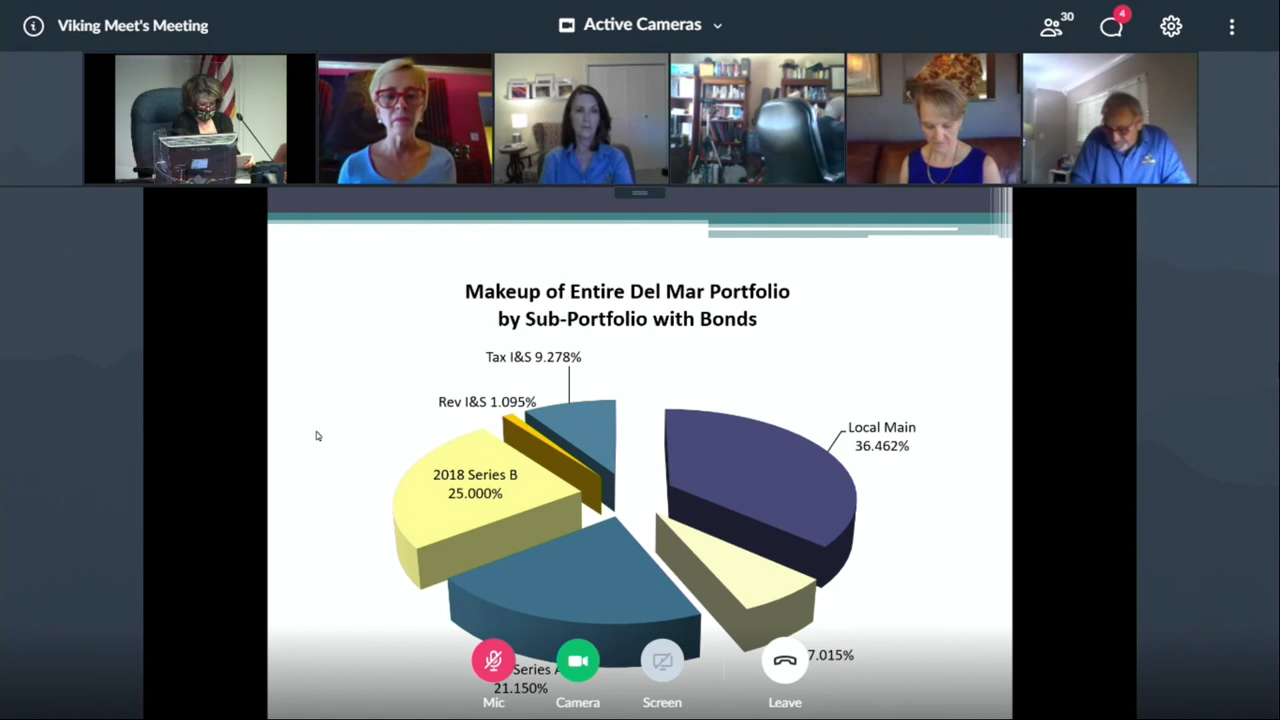 Viking Meet's Meeting
Active Cameras
30
4
Makeup of Entire Del Mar Portfolio
by Sub-Portfolio with Bonds
Tax I&S 9.278%
Rev I&S 1.095%
Local Main
36.462%
2018 Series B
25.000%
7.015%
Series
21.150%
Mic
Camera
Screen
Leave